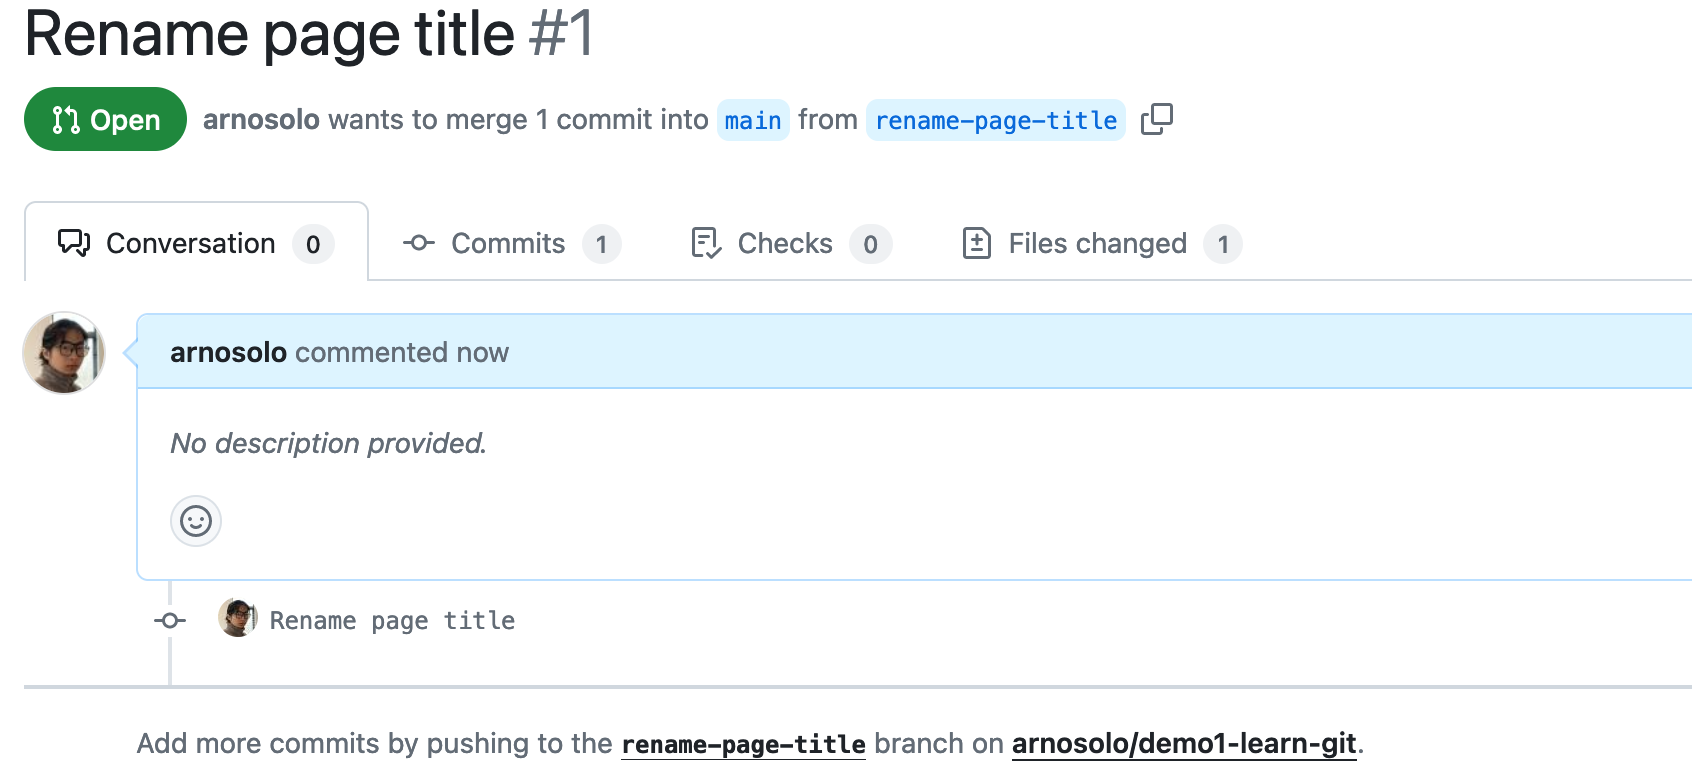 Rename page title #1
Open arnosolo wants to merge 1 commit into main from rename-page-title
Conversation 0 Commits 1 Checks 0 Files changed 1
arnosolo commented now
No description provided.
Rename page title
Add more commits by pushing to the rename-page-title branch on arnosolo/demo1-learn-git.